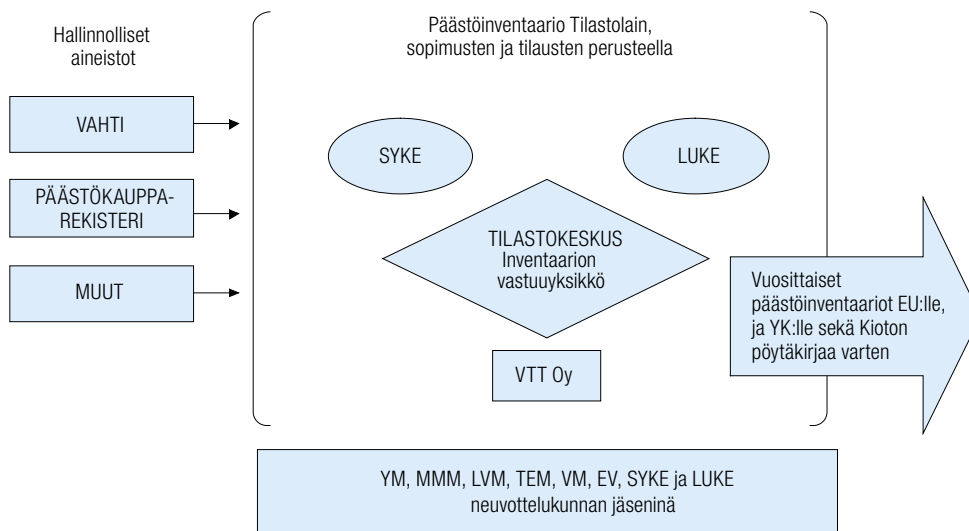 Hallinnolliset
aineistot
VAHTI
PÄÄSTÖKAUPPA-
REKISTERI
MUUT
Päästöinventaario Tilastolain,
sopimusten ja tilausten perusteella
SYKE
LUKE
TILASTOKESKUS
Inventaarion
vastuuyksikkö
VTT Oy
Vuosittaiset
päästöinventaariot EU:lle,
ja YK:lle sekä Kioton
pöytäkirjaa varten
YM, MMM, LVM, TEM, VM, EV, SYKE ja LUKE
neuvottelukunnan jäseninä